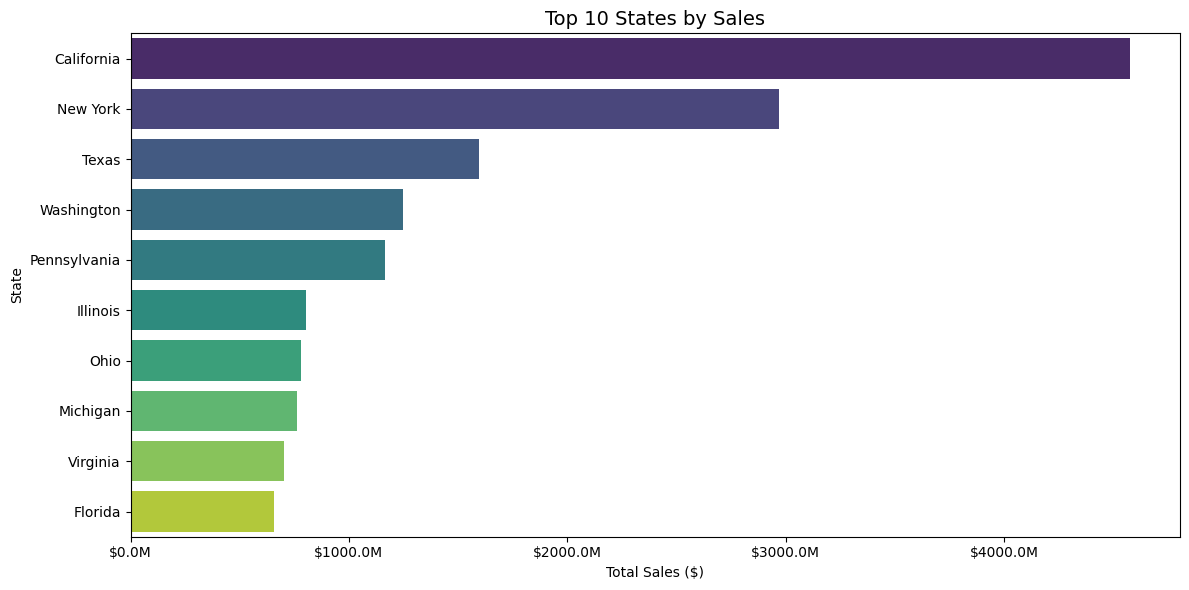 Top 10 States by Sales
State
California
New York
Texas
Washington
Pennsylvania
Illinois
Ohio
Michigan
Virginia
Florida
$0.0M $1000.0M $2000.0M $3000.0M $4000.0M
Total Sales ($)